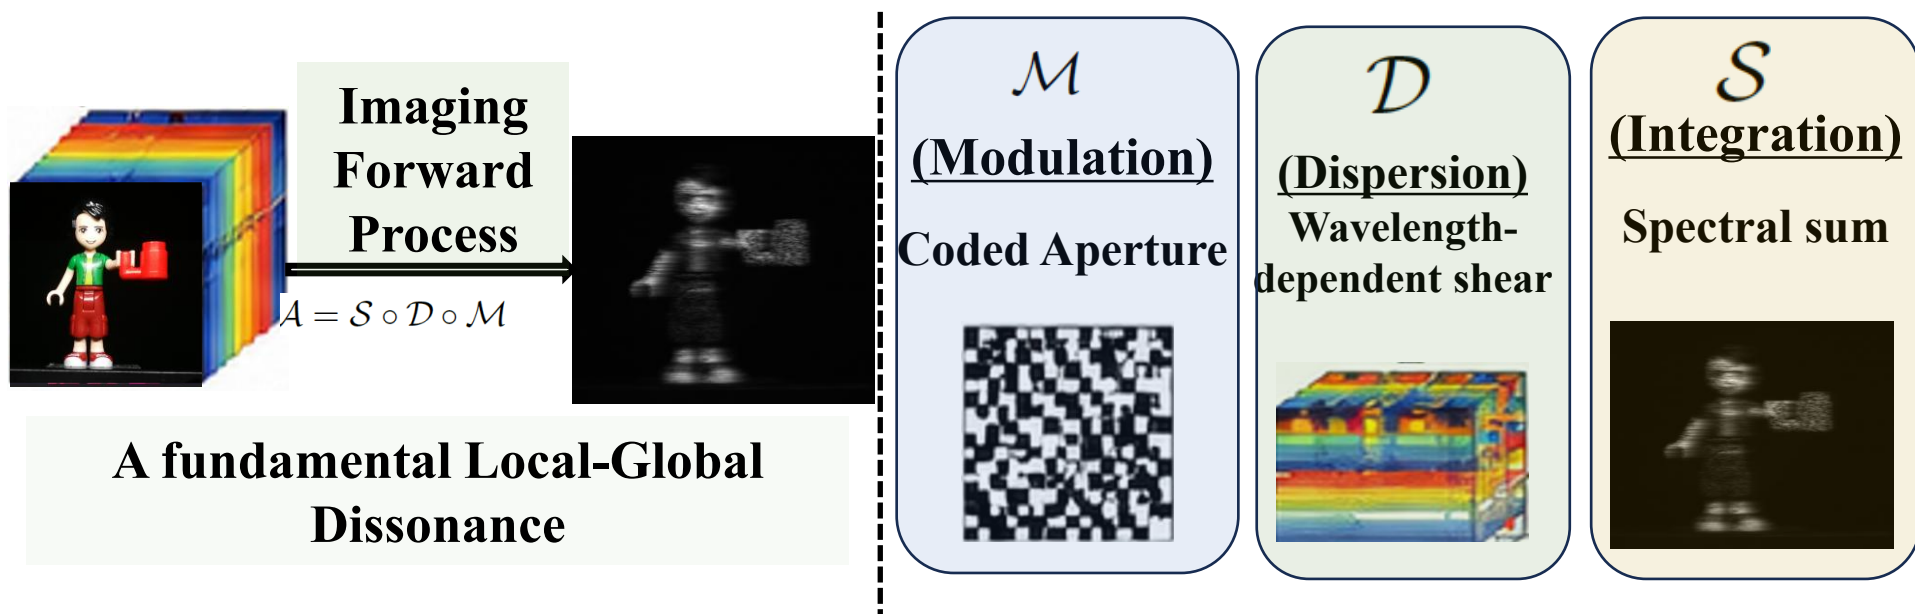 Imaging
Forward
Process
𝒜 = 𝒮 ∘ 𝒟 ∘ ℳ
A fundamental Local-Global
Dissonance
ℳ
(Modulation)
Coded Aperture
𝒟
(Dispersion)
Wavelength-
dependent shear
𝒮
(Integration)
Spectral sum